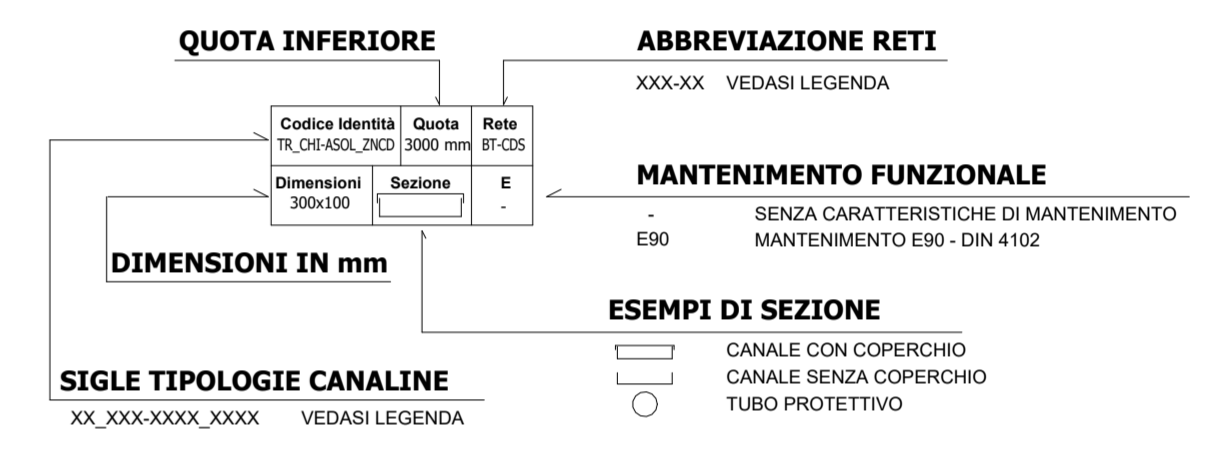 QUOTA INFERIORE
ABBREVIAZIONE RETI
XXX-XX VEDASI LEGENDA
Codice Identità Quota Rete
TR_CHI-ASOL_ZNCD 3000 mm BT-CDS
Dimensioni Sezione E
300x100 -
MANTENIMENTO FUNZIONALE
- SENZA CARATTERISTICHE DI MANTENIMENTO
E90 MANTENIMENTO E90 - DIN 4102
DIMENSIONI IN mm
ESEMPI DI SEZIONE
CANALE CON COPERCHIO
CANALE SENZA COPERCHIO
TUBO PROTETTIVO
SIGLE TIPOLOGIE CANALINE
XX_XXX-XXXX_XXXX VEDASI LEGENDA